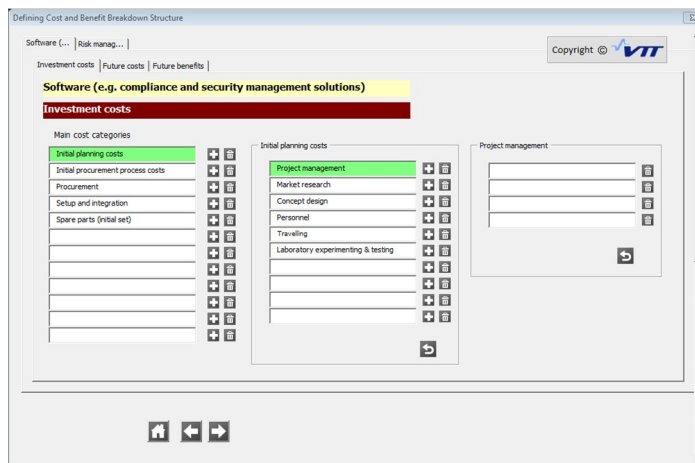 Defining Cost and Benefit Breakdown Structure
Software (... Risk manag...
Copyright © VTT
Investment costs Future costs Future benefits
Software (e.g. compliance and security management solutions)
Investment costs
Main cost categories
Initial planning costs
Initial procurement process costs
Procurement
Setup and integration
Spare parts (initial set)
Initial planning costs
Project management
Market research
Concept design
Personnel
Travelling
Laboratory experimenting & testing
Project management